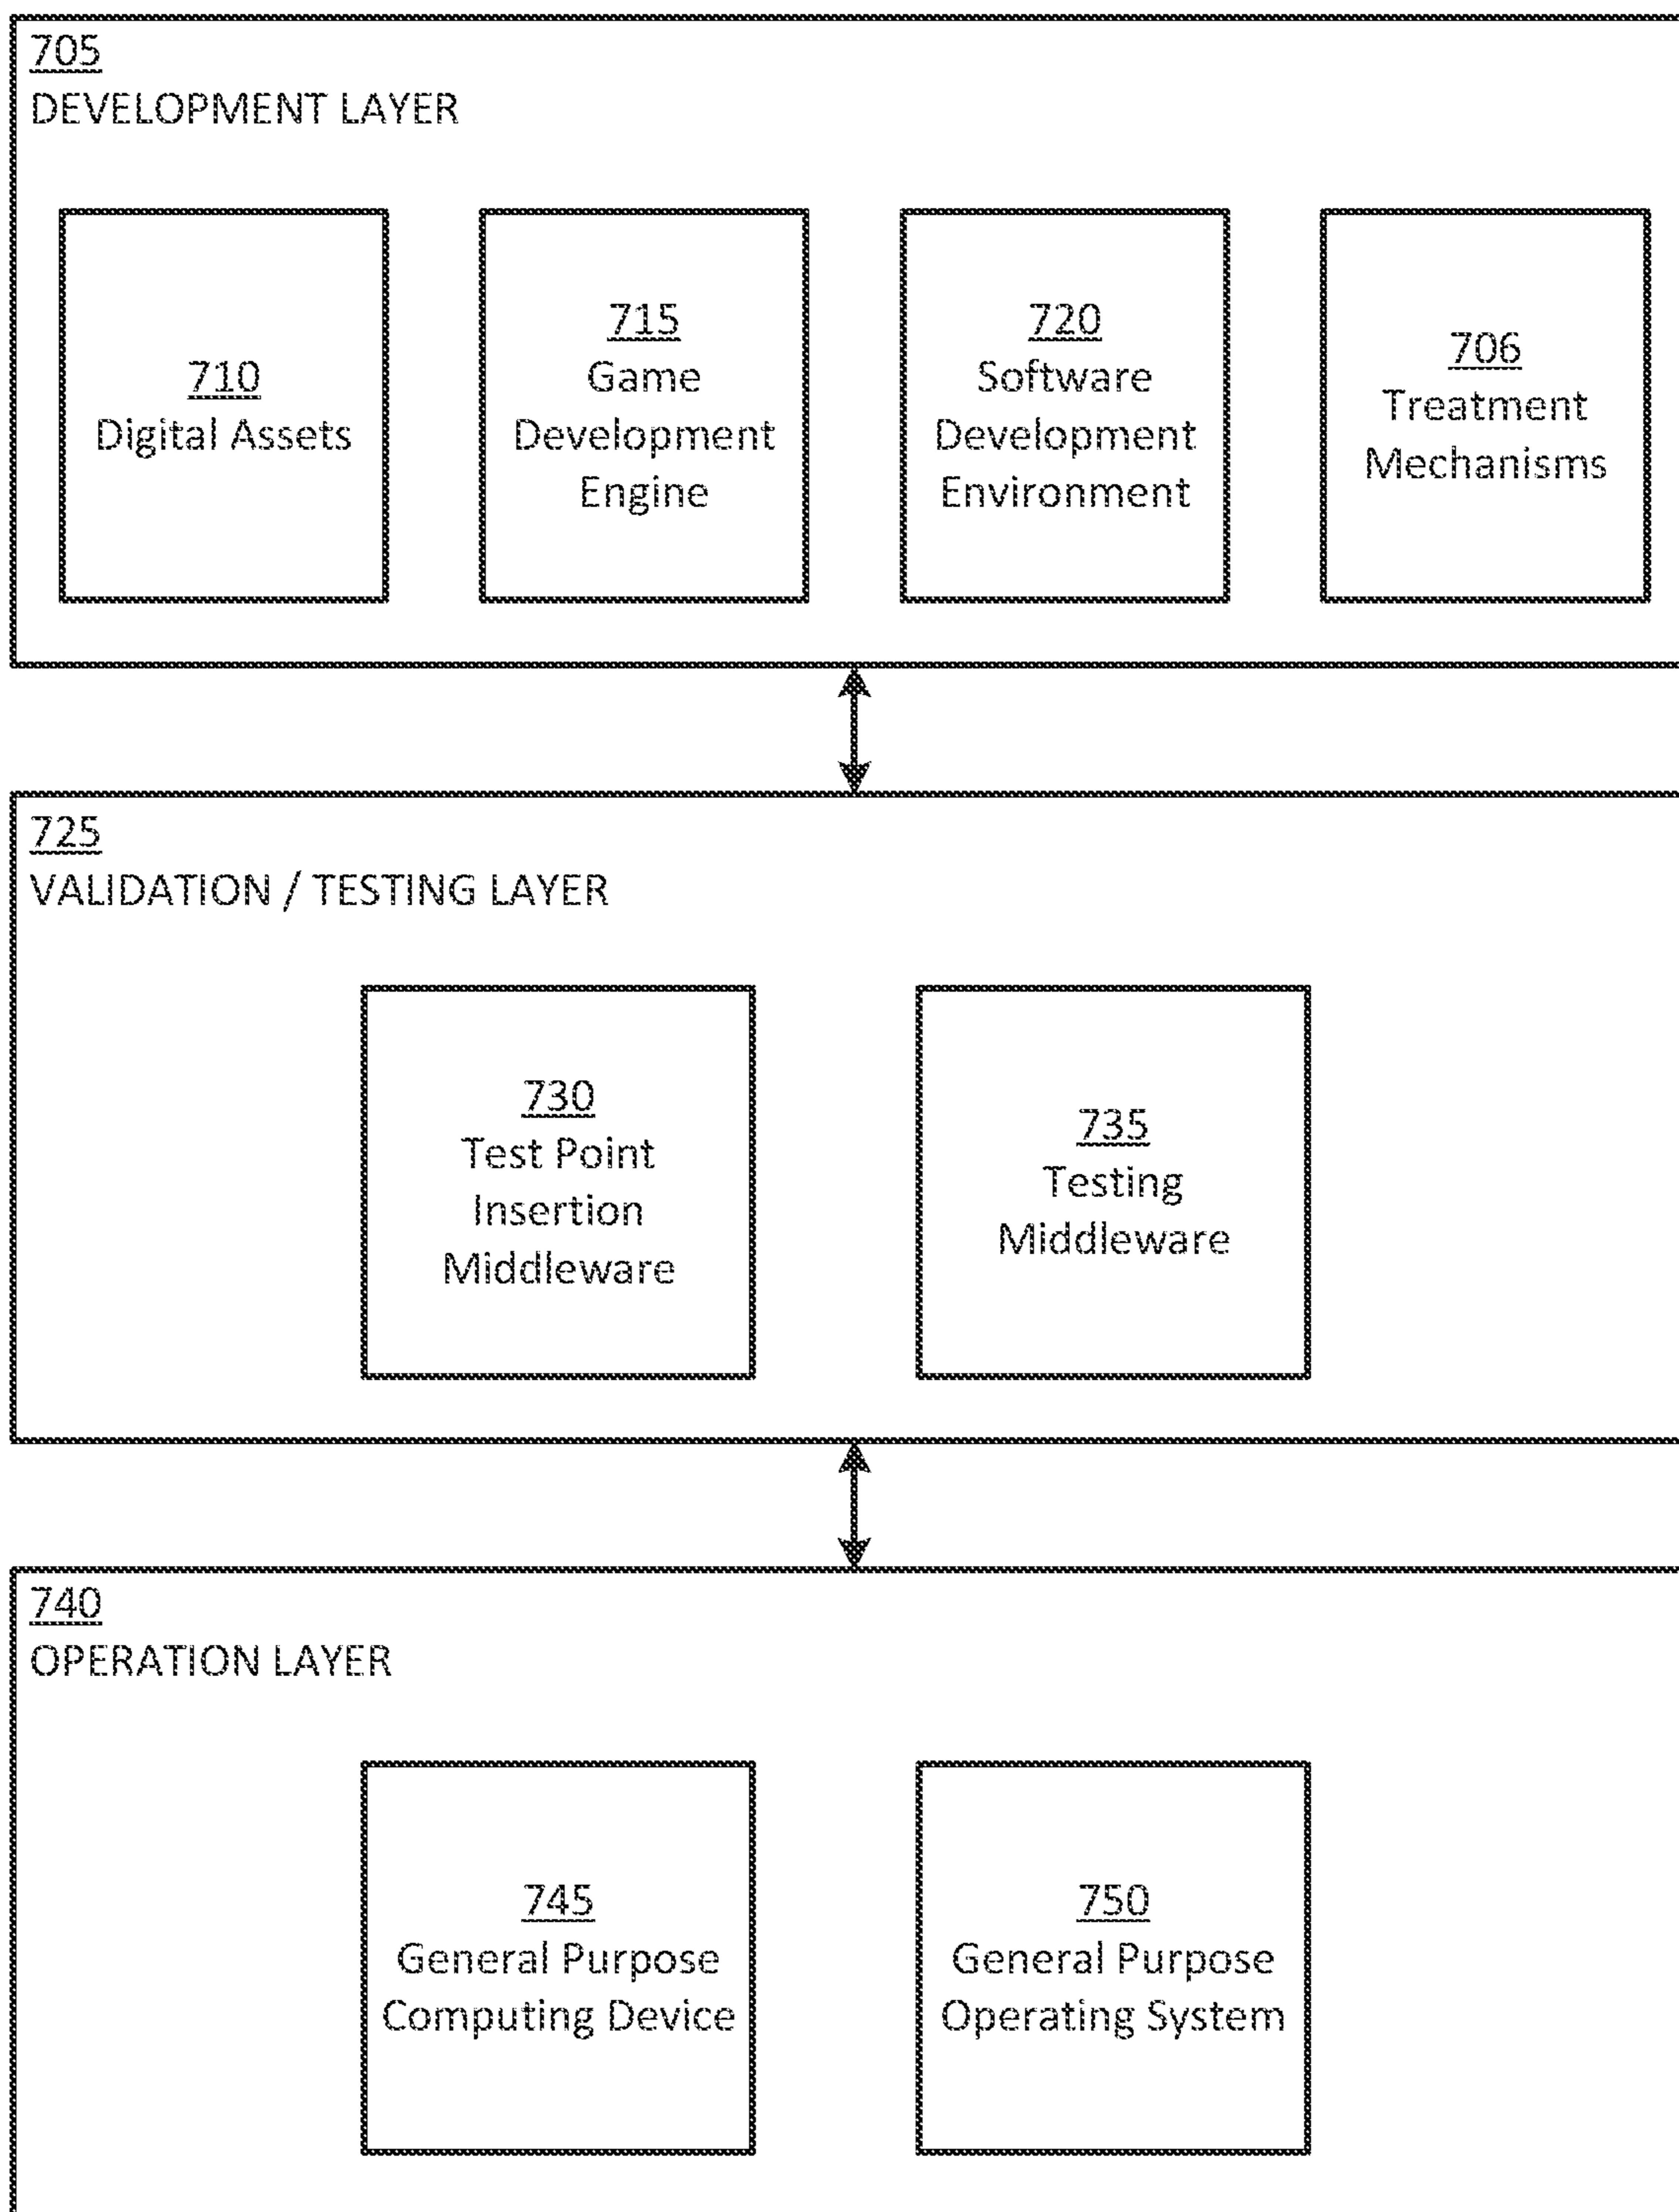 705
DEVELOPMENT LAYER
710
Digital Assets
715
Game
Development
Engine
720
Software
Development
Environment
706
Treatment
Mechanisms
725
VALIDATION / TESTING LAYER
730
Test Point
Insertion
Middleware
735
Testing
Middleware
740
OPERATION LAYER
745
General Purpose
Computing Device
750
General Purpose
Operating System